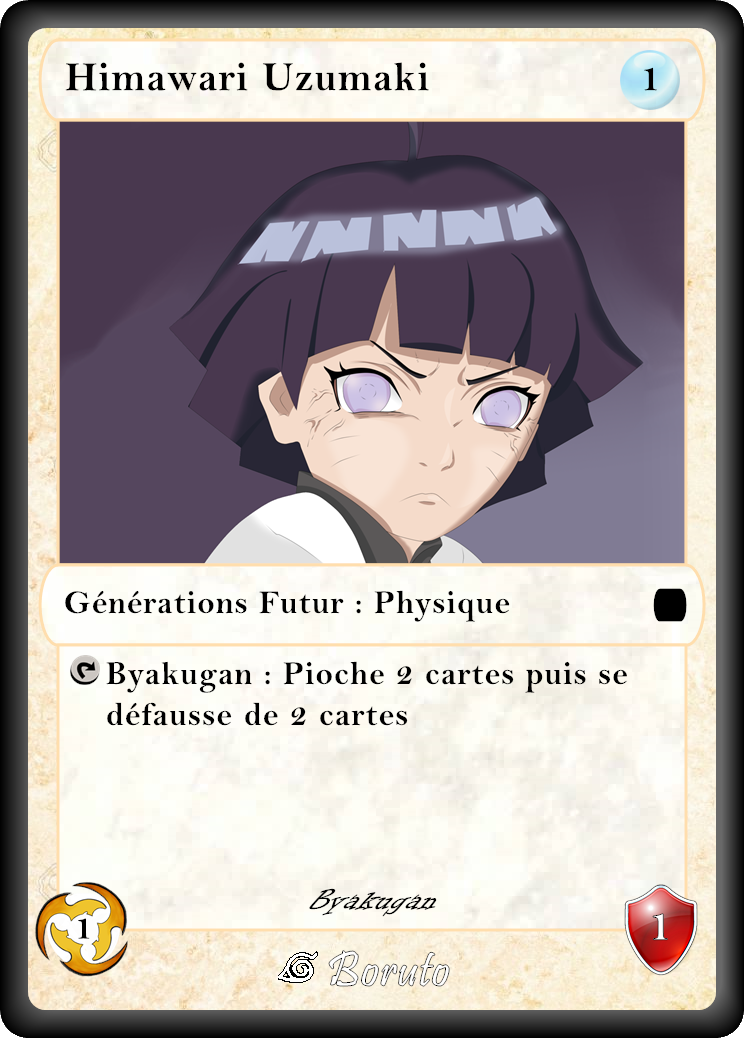 Himawari Uzumaki
1
Générations Futur : Physique
Byakugan : Pioche 2 cartes puis se
défausse de 2 cartes
Byakugan
1
1
Boruto